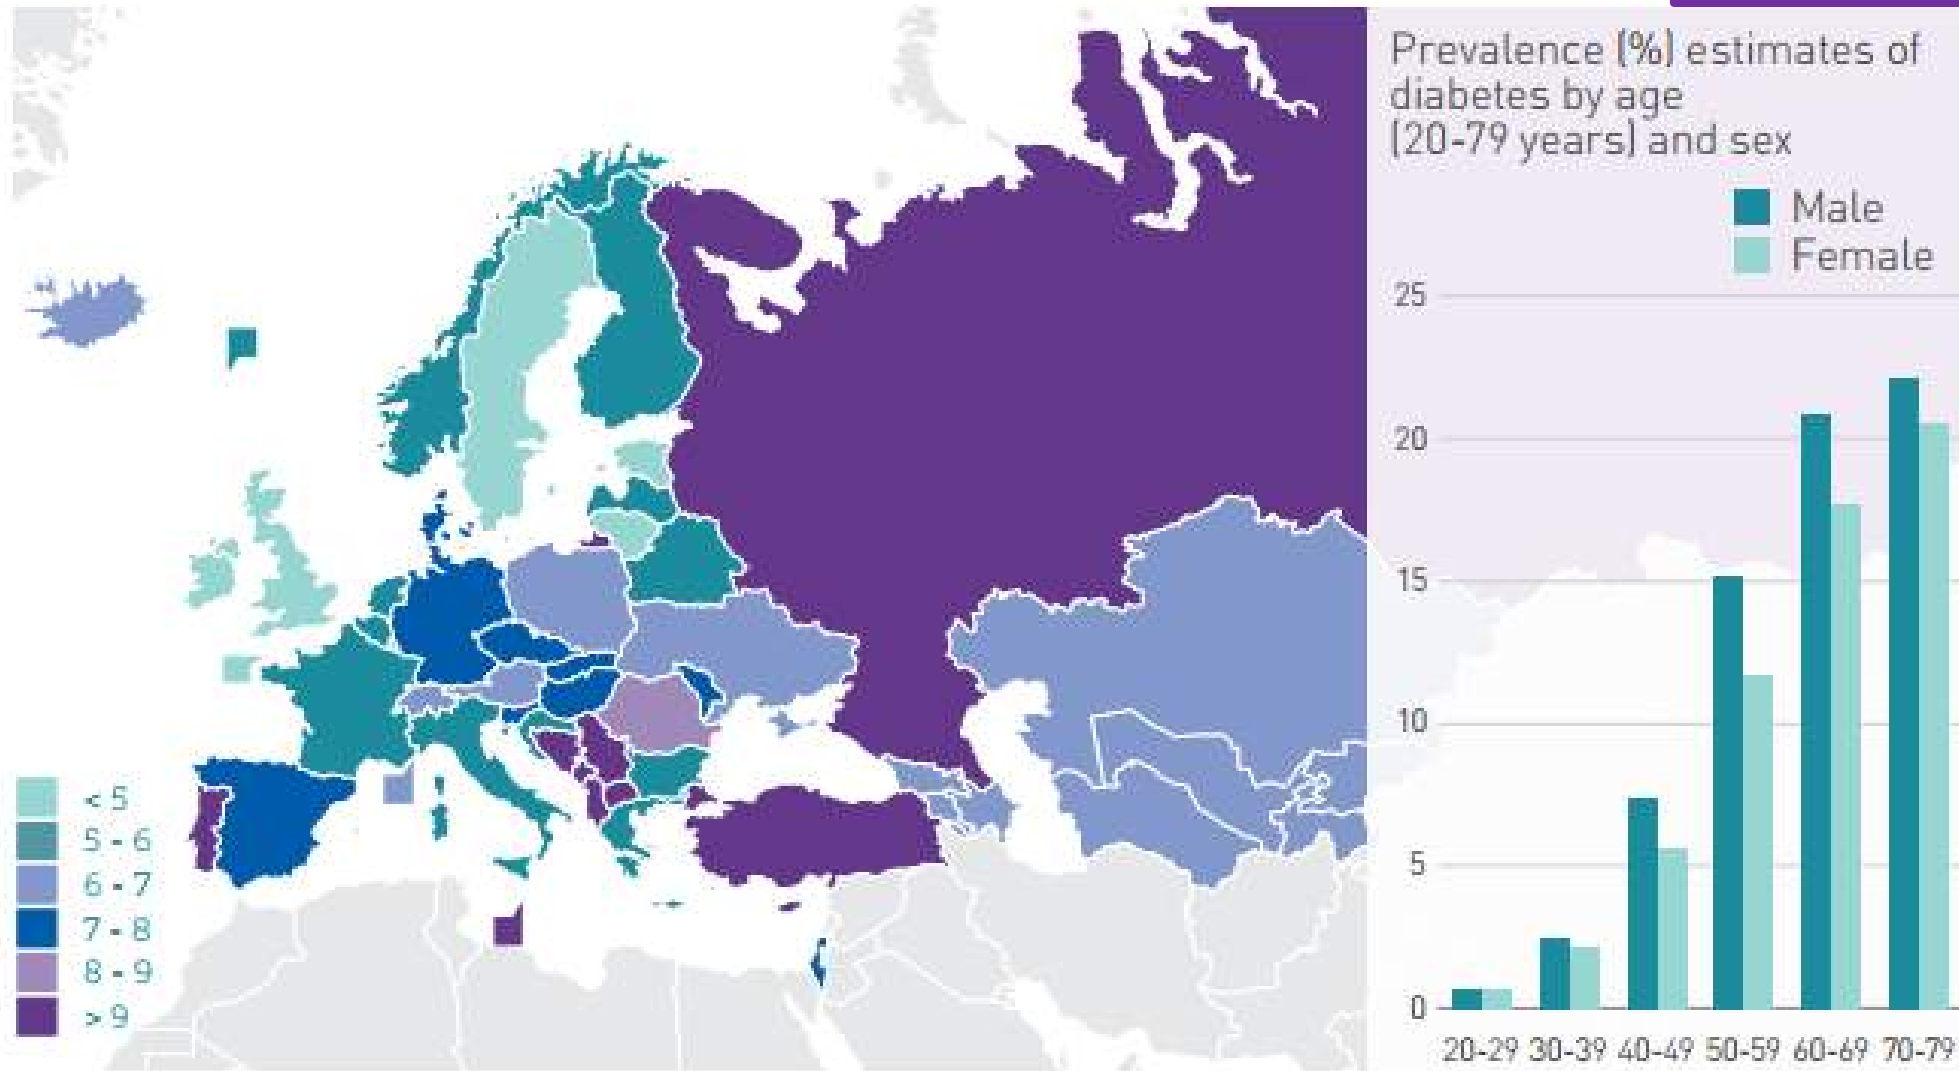 Prevalence (%) estimates of
diabetes by age
(20-79 years) and sex
Male
Female
25
20
15
10
5
0
20-29 30-39 40-49 50-59 60-69 70-79
< 5
5 - 6
6 - 7
7 - 8
8 - 9
> 9